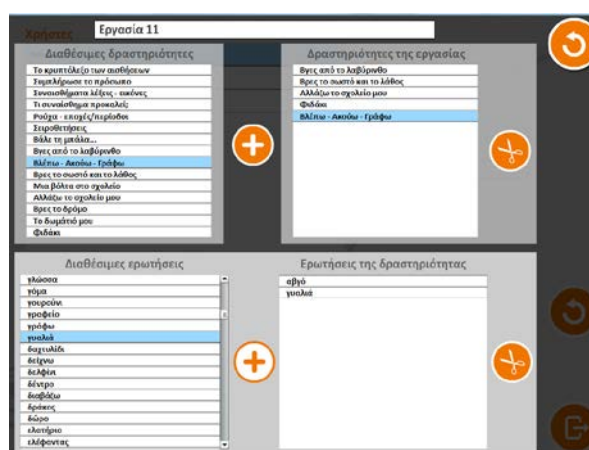 Χρήστες
Εργασία 11
Διαθέσιμες δραστηριότητες
Το κρυπτόλεξο των αισθήσεων
Συμπλήρωσε το πρόσωπο
Συναισθήματα λέξεις - εικόνες
Τι συναίσθημα προκαλεί;
Ρούχα - εποχές/περίοδοι
Σειροθετήσεις
Βάλε τη μπάλα...
Βγες από το λαβύρινθο
Βλέπω - Ακούω - Γράφω
Βρες το σωστό και το λάθος
Μια βόλτα στο σχολείο
Αλλάζω το σχολείο μου
Βρες το δρόμο
Το δωμάτιό μου
Φιδάκι
Δραστηριότητες της εργασίας
Βγες από το λαβύρινθο
Βρες το σωστό και το λάθος
Αλλάζω το σχολείο μου
Φιδάκι
Βλέπω - Ακούω - Γράφω
Διαθέσιμες ερωτήσεις
γλώσσα
γόμα
γουρούνι
γραφείο
γράφω
γυαλιά
δαχτυλίδι
δείχνω
δελφίνι
δέντρο
διαβάζω
δράκος
δώρο
ελατήριο
ελέφαντας
Ερωτήσεις της δραστηριότητας
αβγό
γυαλιά